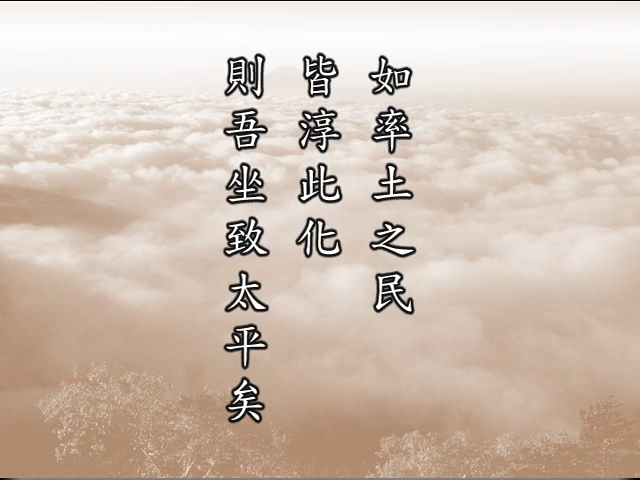 如率土之民
皆淳此化
則吾坐致太平矣